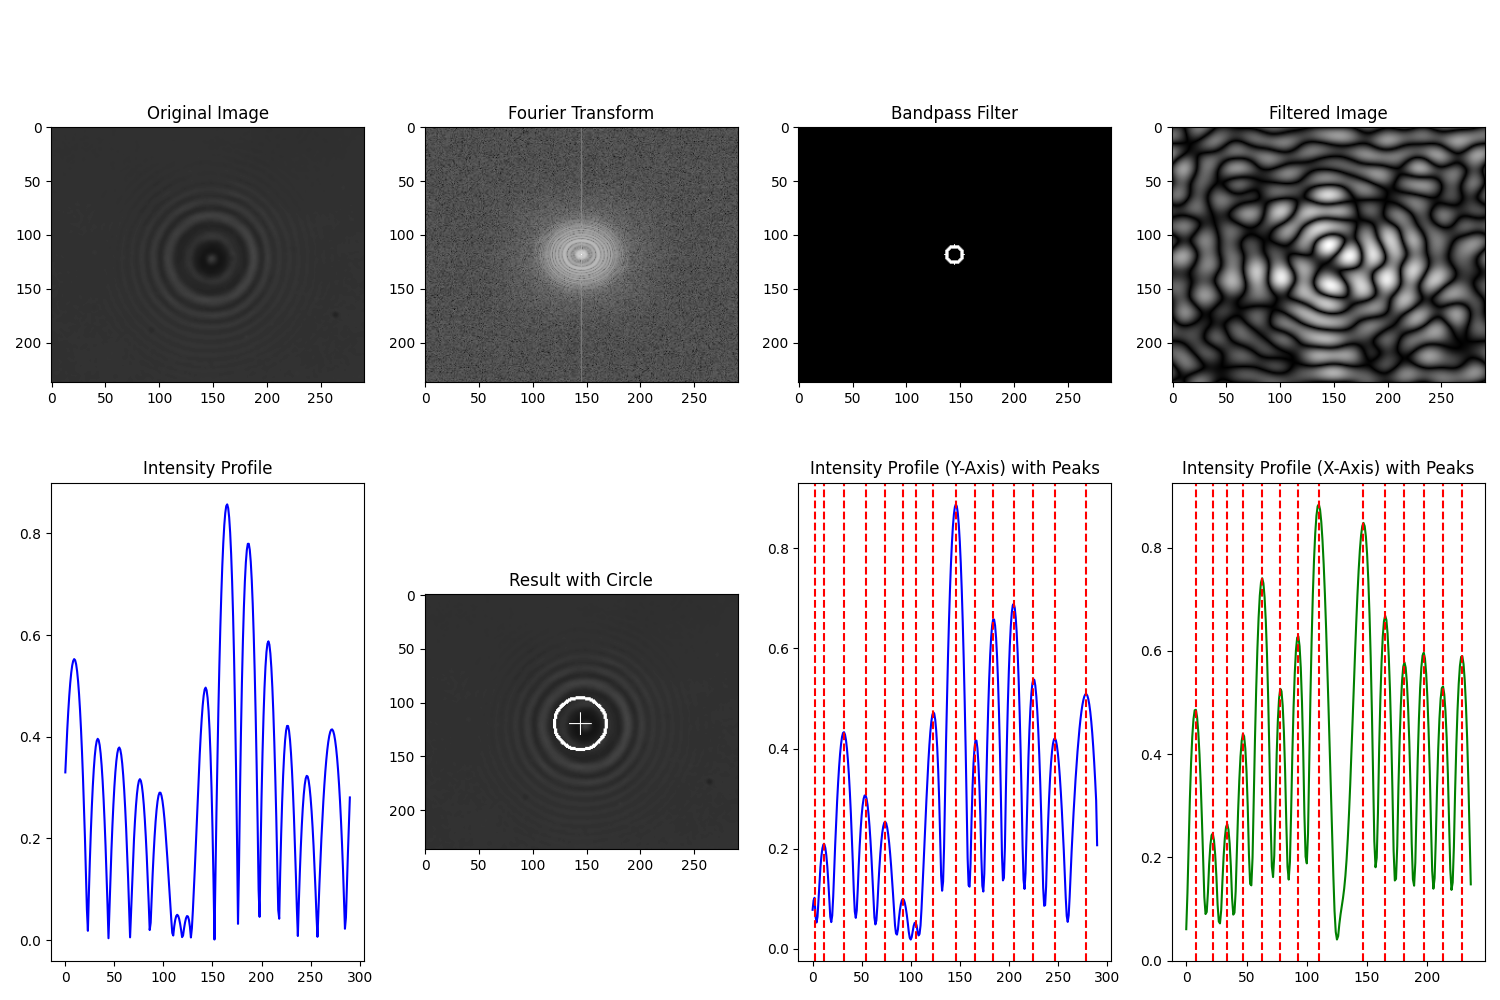 Original Image
Fourier Transform
Bandpass Filter
Filtered Image
0
50
100
150
200
0 50 100 150 200 250
0
50
100
150
200
0 50 100 150 200 250
0
50
100
150
200
0 50 100 150 200 250
0
50
100
150
200
0 50 100 150 200 250
Intensity Profile
0.8
0.6
0.4
0.2
0.0
0 50 100 150 200 250 300
Result with Circle
0
50
100
150
200
0 50 100 150 200 250
Intensity Profile (Y-Axis) with Peaks
0.8
0.6
0.4
0.2
0.0
0 50 100 150 200 250 300
Intensity Profile (X-Axis) with Peaks
0.8
0.6
0.4
0.2
0.0
0 50 100 150 200